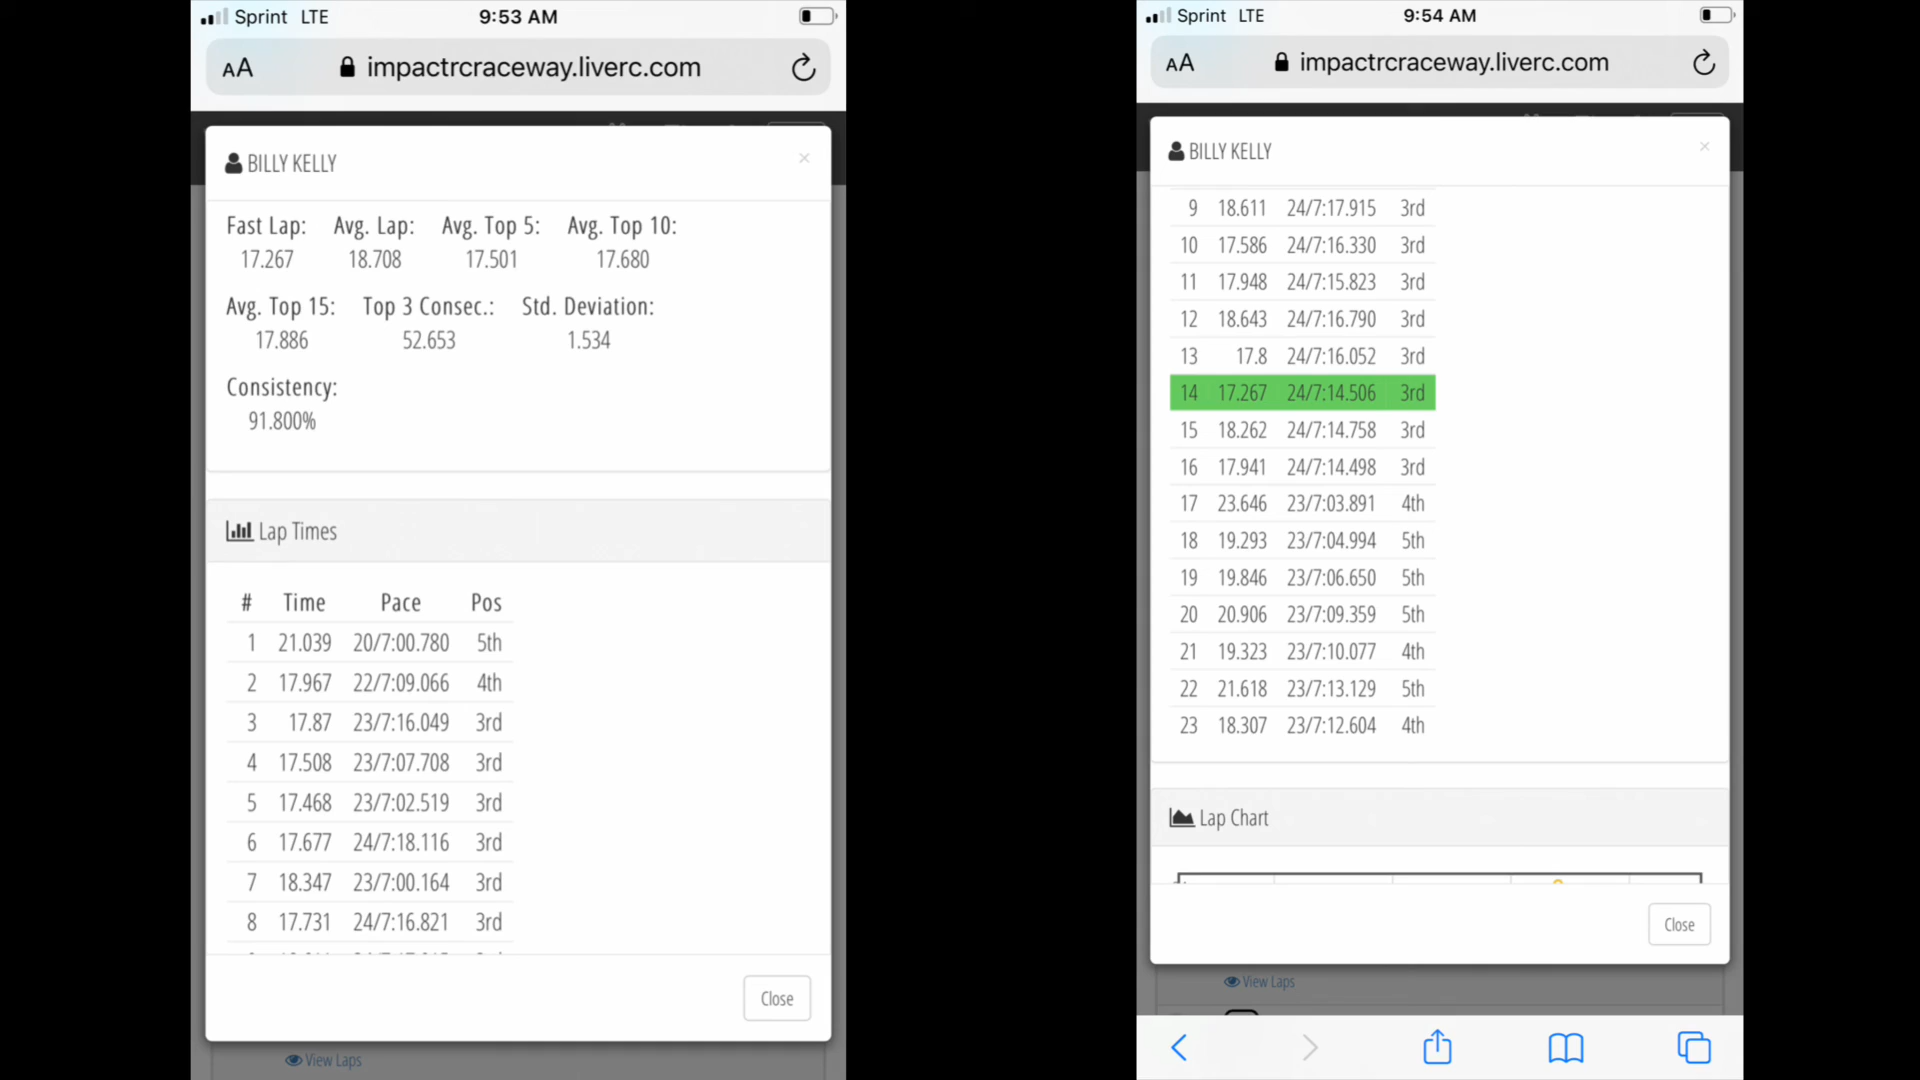 Sprint LTE 9:53 AM
AA impactrcraceway.liverc.com
BILLY KELLY ×
Fast Lap: Avg. Lap: Avg. Top 5: Avg. Top 10:
17.267 18.708 17.501 17.680
Avg. Top 15: Top 3 Consec.: Std. Deviation:
17.886 52.653 1.534
Consistency:
91.800%
Lap Times
# Time Pace Pos
1 21.039 20/7:00.780 5th
2 17.967 22/7:09.066 4th
3 17.87 23/7:16.049 3rd
4 17.508 23/7:07.708 3rd
5 17.468 23/7:02.519 3rd
6 17.677 24/7:18.116 3rd
7 18.347 23/7:00.164 3rd
8 17.731 24/7:16.821 3rd
Close
View Laps
Sprint LTE 9:54 AM
AA impactrcraceway.liverc.com
BILLY KELLY ×
9 18.611 24/7:17.915 3rd
10 17.586 24/7:16.330 3rd
11 17.948 24/7:15.823 3rd
12 18.643 24/7:16.790 3rd
13 17.8 24/7:16.052 3rd
14 17.267 24/7:14.506 3rd
15 18.262 24/7:14.758 3rd
16 17.941 24/7:14.498 3rd
17 23.646 23/7:03.891 4th
18 19.293 23/7:04.994 5th
19 19.846 23/7:06.650 5th
20 20.906 23/7:09.359 5th
21 19.323 23/7:10.077 4th
22 21.618 23/7:13.129 5th
23 18.307 23/7:12.604 4th
Lap Chart
Close
View Laps